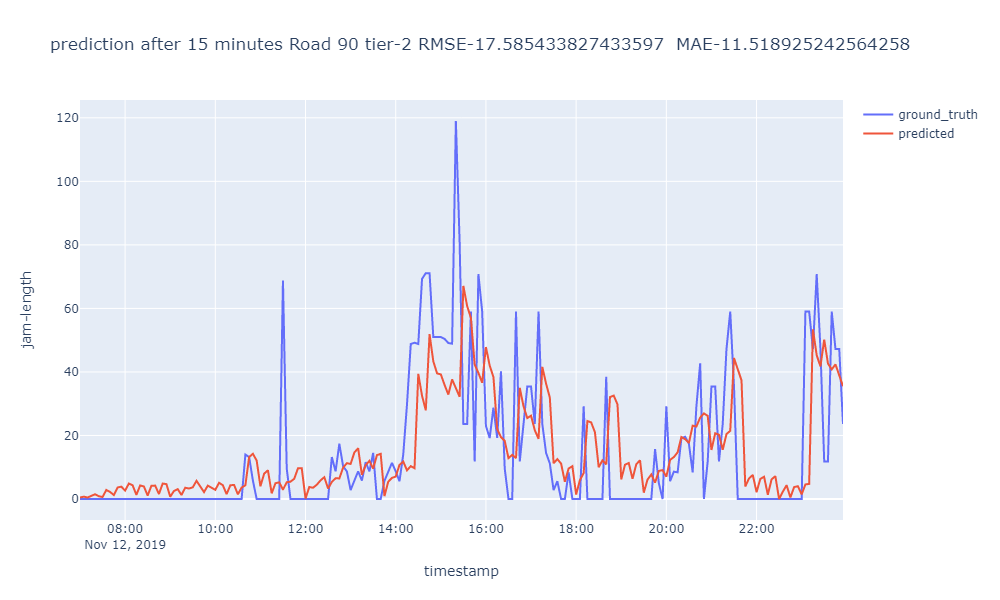 prediction after 15 minutes Road 90 tier-2 RMSE-17.585433827433597  MAE-11.518925242564258
ground_truth
predicted
jam-length
120
100
80
60
40
20
0
08:00
10:00
12:00
14:00
16:00
18:00
20:00
22:00
Nov 12, 2019
timestamp